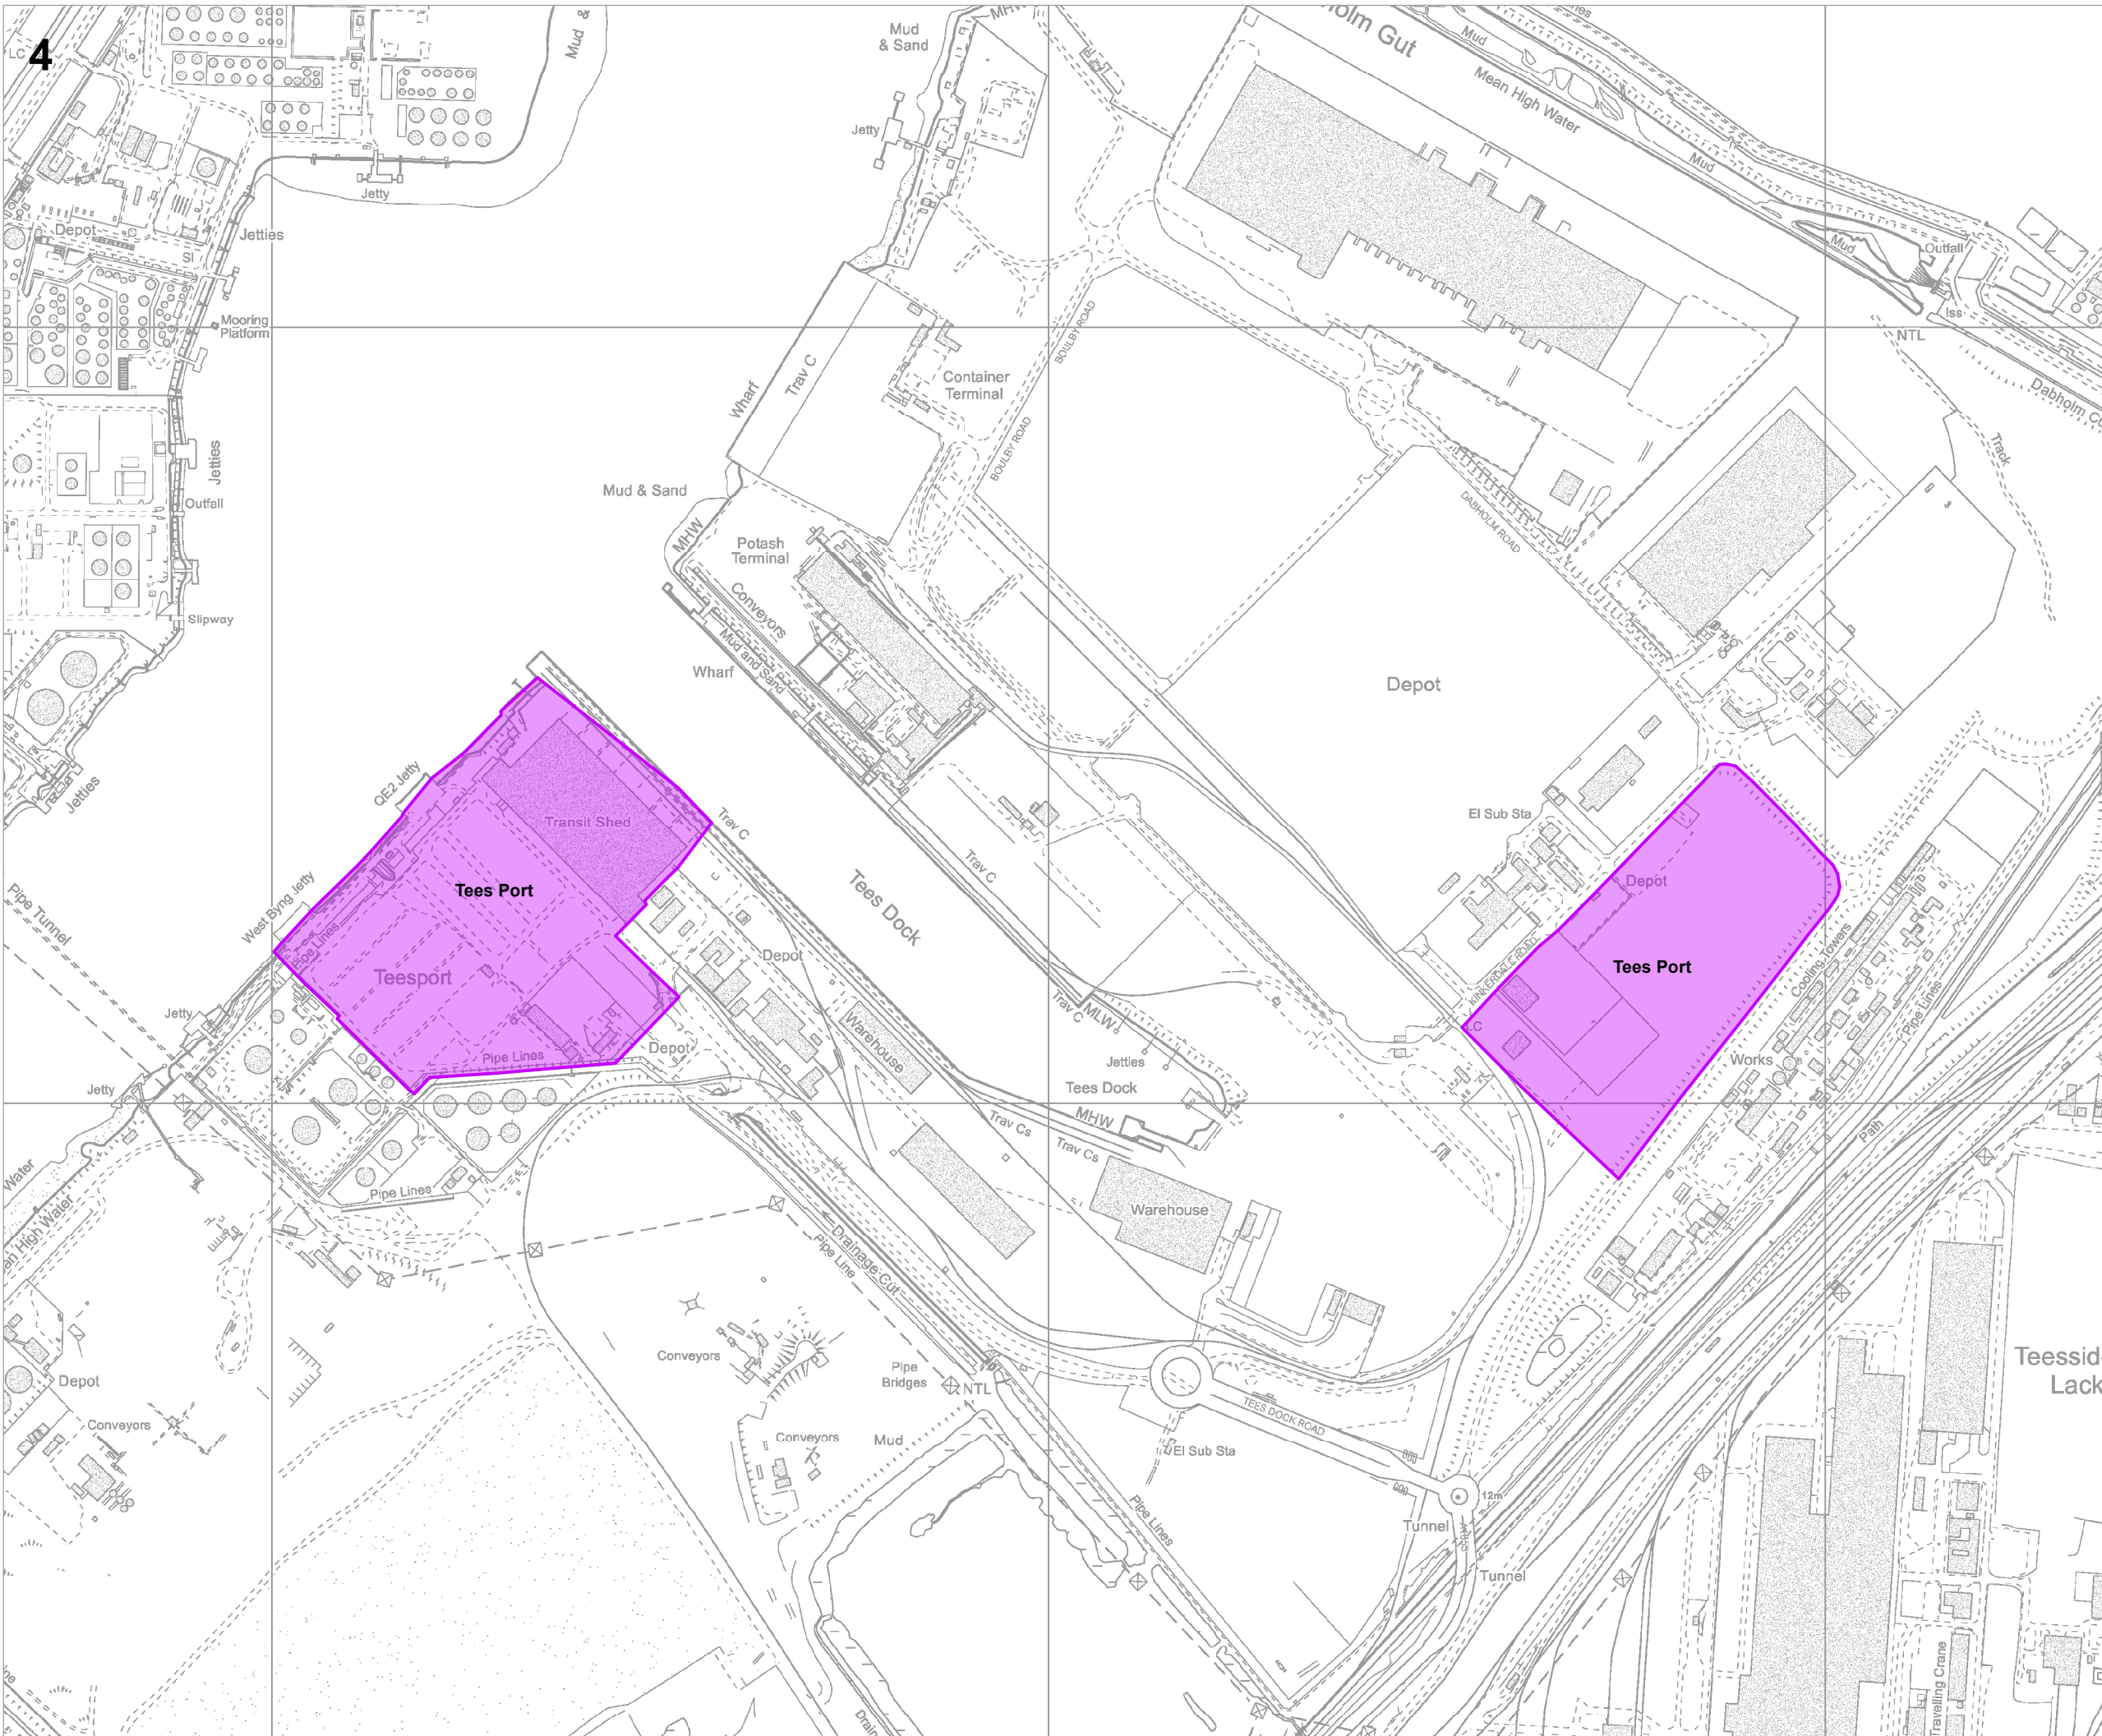 4
LC
Mud &
Mud
& Sand
MHW
holm Gut
Mud
Mean High Water
Mud
Mud
Outfall
Iss
NTL
Dabholm
Track
Jetty
Jetty
Depot
SI
Jetties
Mooring
Platform
Jetties
Outfall
Slipway
Jetties
Wharf
Trav C
Container
Terminal
BOULBY ROAD
BOULBY ROAD
DABHOLM ROAD
Mud & Sand
MHW
Potash
Terminal
Conveyors
Mud and Sand
Wharf
Depot
El Sub Sta
QE2 Jetty
Transit Shed
Trav C
Tees Port
West Byng Jetty
Pipe Lines
Teesport
Pipe Lines
Depot
Pipe Tunnel
Jetty
Jetty
Depot
Warehouse
Tees Dock
Trav C
Trav C
MLW
Jetties
Tees Dock
MHW
Trav Cs
Trav Cs
Warehouse
Depot
Tees Port
KINKERDALE ROAD
LC
Cooling Towers
Pipe Lines
Works
Path
Water
an High Water
Pipe Lines
Drainage Cut
Pipe Line
Conveyors
Pipe
Bridges
NTL
Depot
Conveyors
Conveyors
Mud
TEES DOCK ROAD
El Sub Sta
Pipe Lines
12m
Tunnel
Tunnel
Teessid
Lack
Travelling Crane
Drain